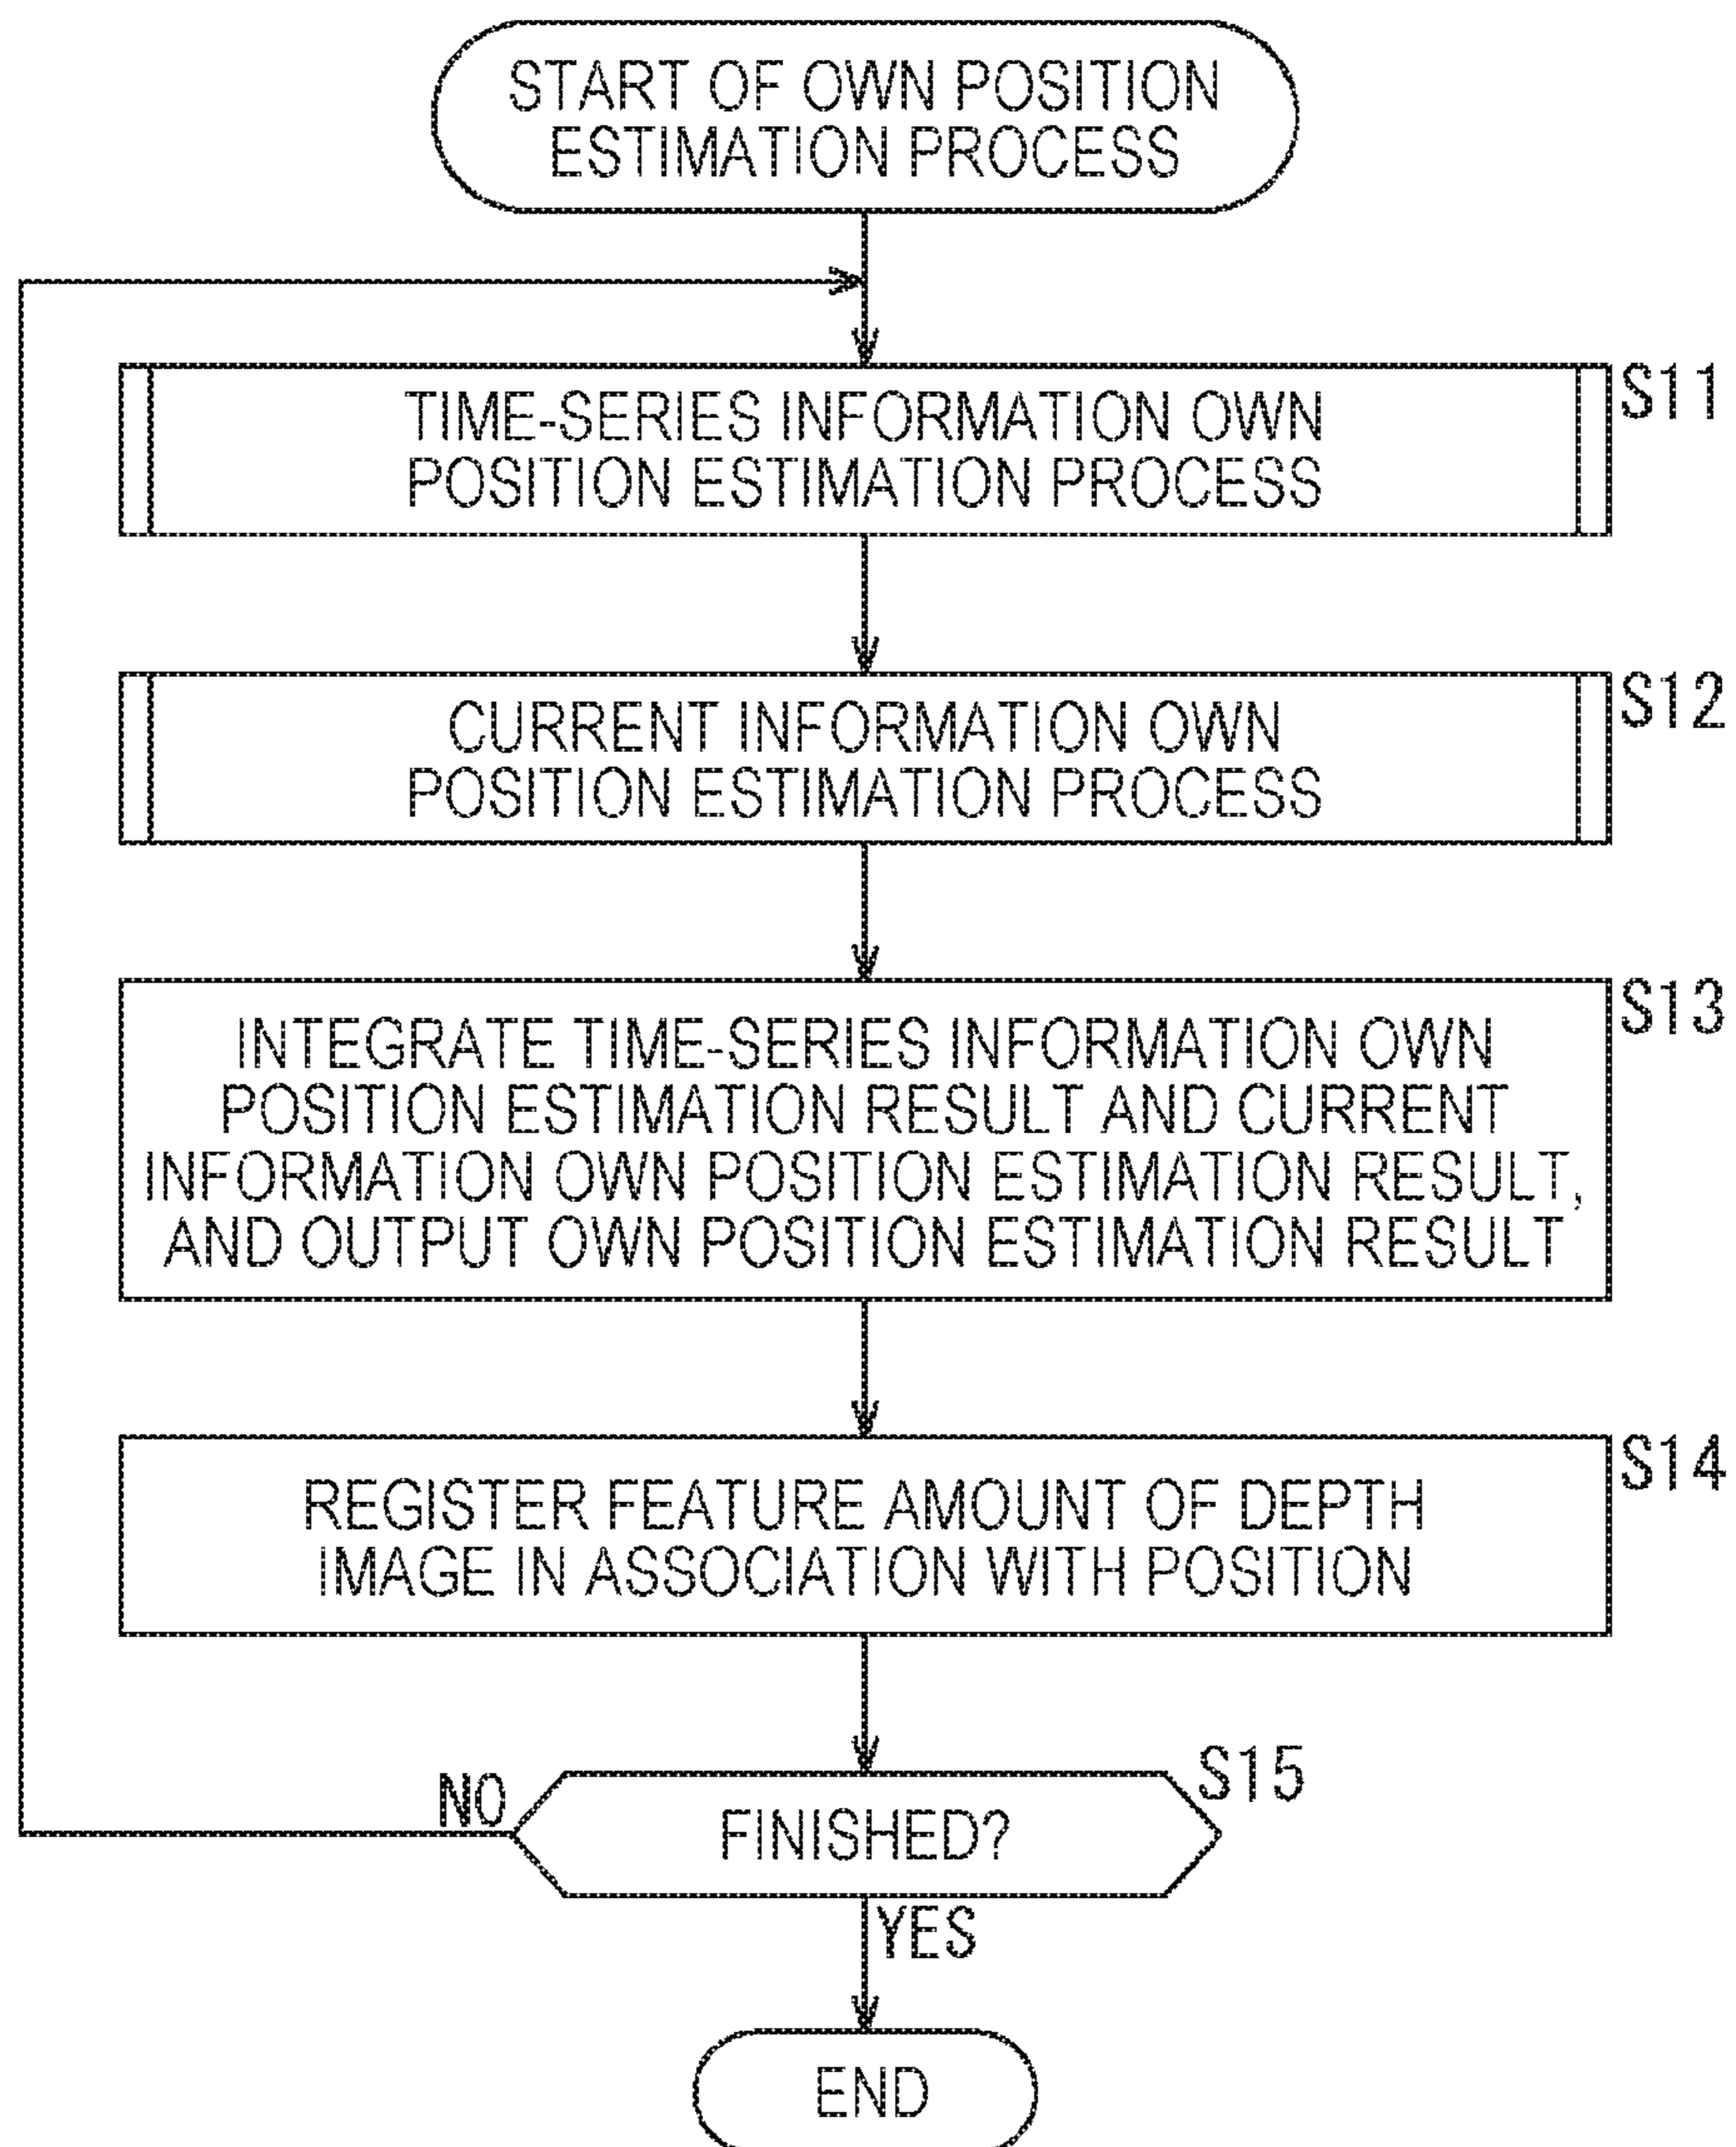 START OF OWN POSITION
ESTIMATION PROCESS
S11
TIME-SERIES INFORMATION OWN
POSITION ESTIMATION PROCESS
S12
CURRENT INFORMATION OWN
POSITION ESTIMATION PROCESS
S13
INTEGRATE TIME-SERIES INFORMATION OWN
POSITION ESTIMATION RESULT AND CURRENT
INFORMATION OWN POSITION ESTIMATION RESULT,
AND OUTPUT OWN POSITION ESTIMATION RESULT
S14
REGISTER FEATURE AMOUNT OF DEPTH
IMAGE IN ASSOCIATION WITH POSITION
S15
NO
FINISHED?
YES
END